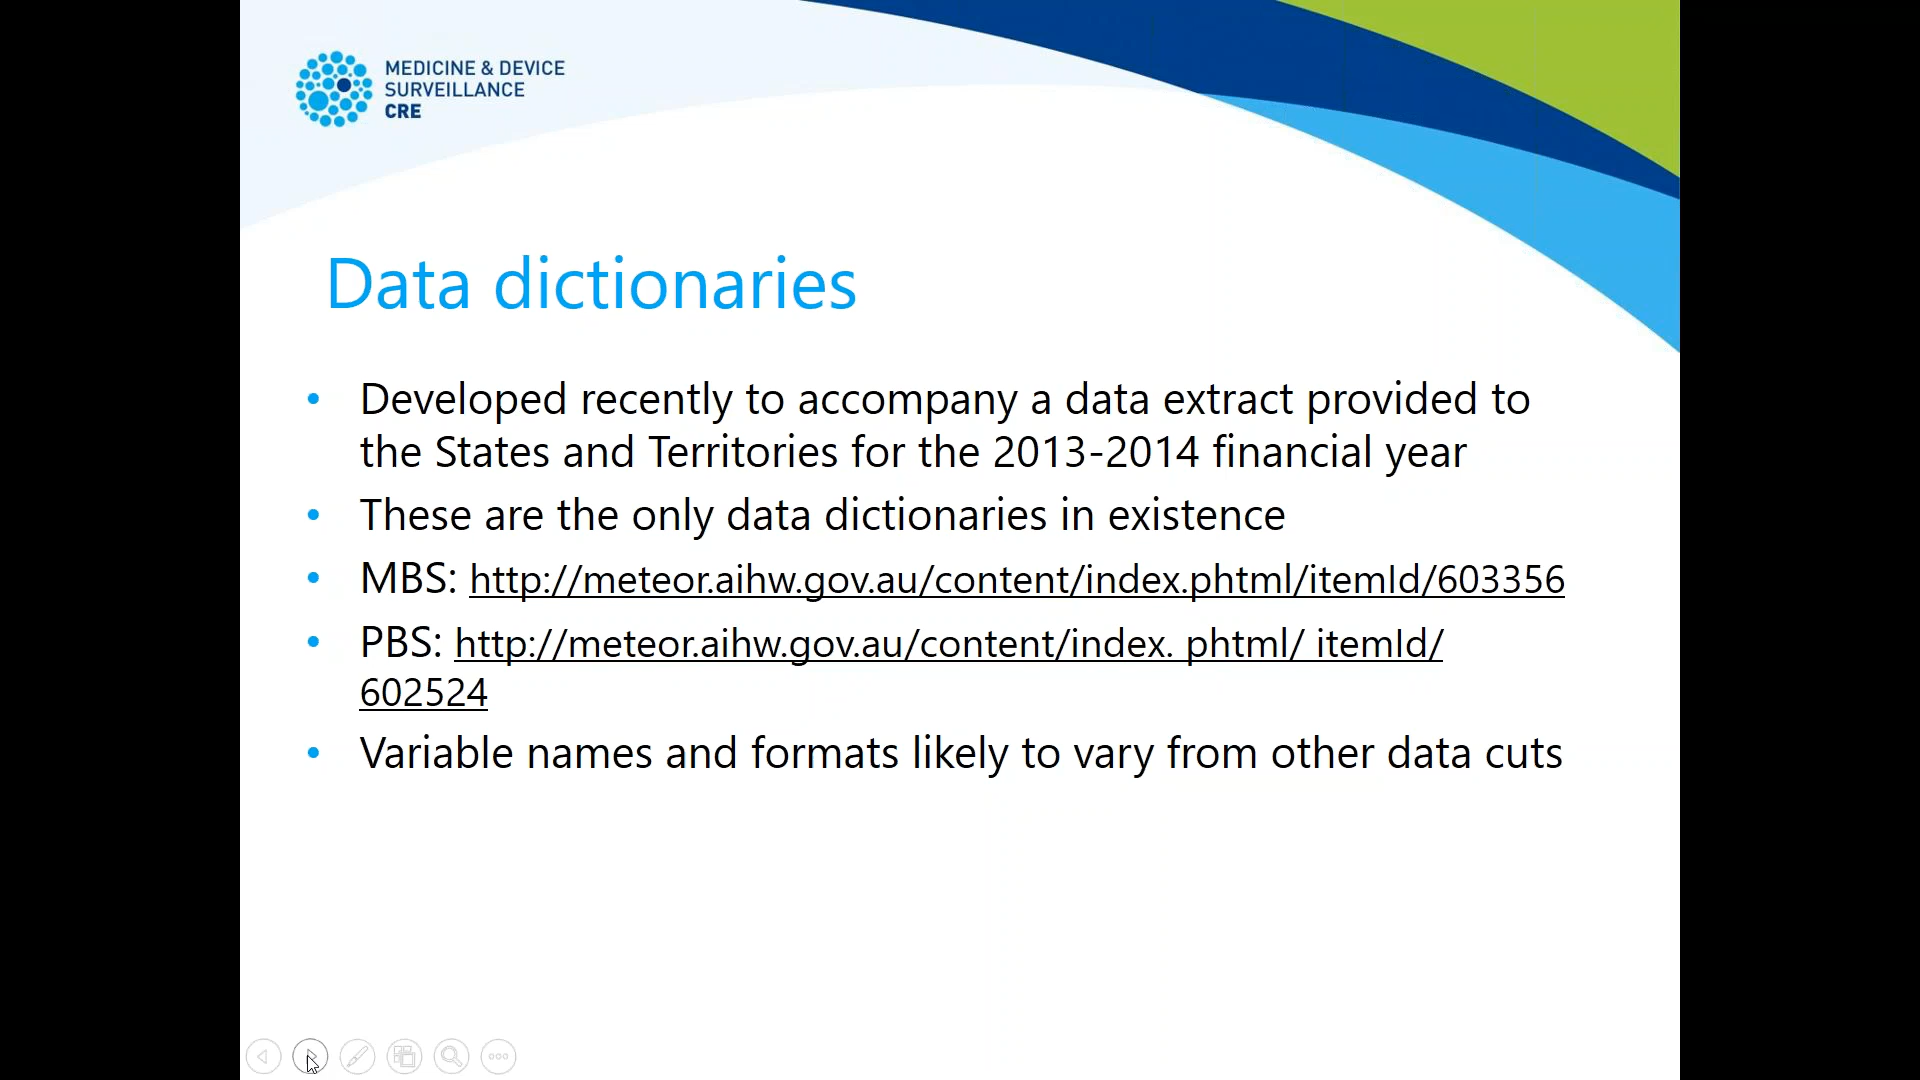 MEDICINE & DEVICE
SURVEILLANCE
CRE
Data dictionaries
• Developed recently to accompany a data extract provided to
the States and Territories for the 2013-2014 financial year
• These are the only data dictionaries in existence
• MBS: http://meteor.aihw.gov.au/content/index.phtml/itemId/603356
• PBS: http://meteor.aihw.gov.au/content/index. phtml/ itemId/
602524
• Variable names and formats likely to vary from other data cuts